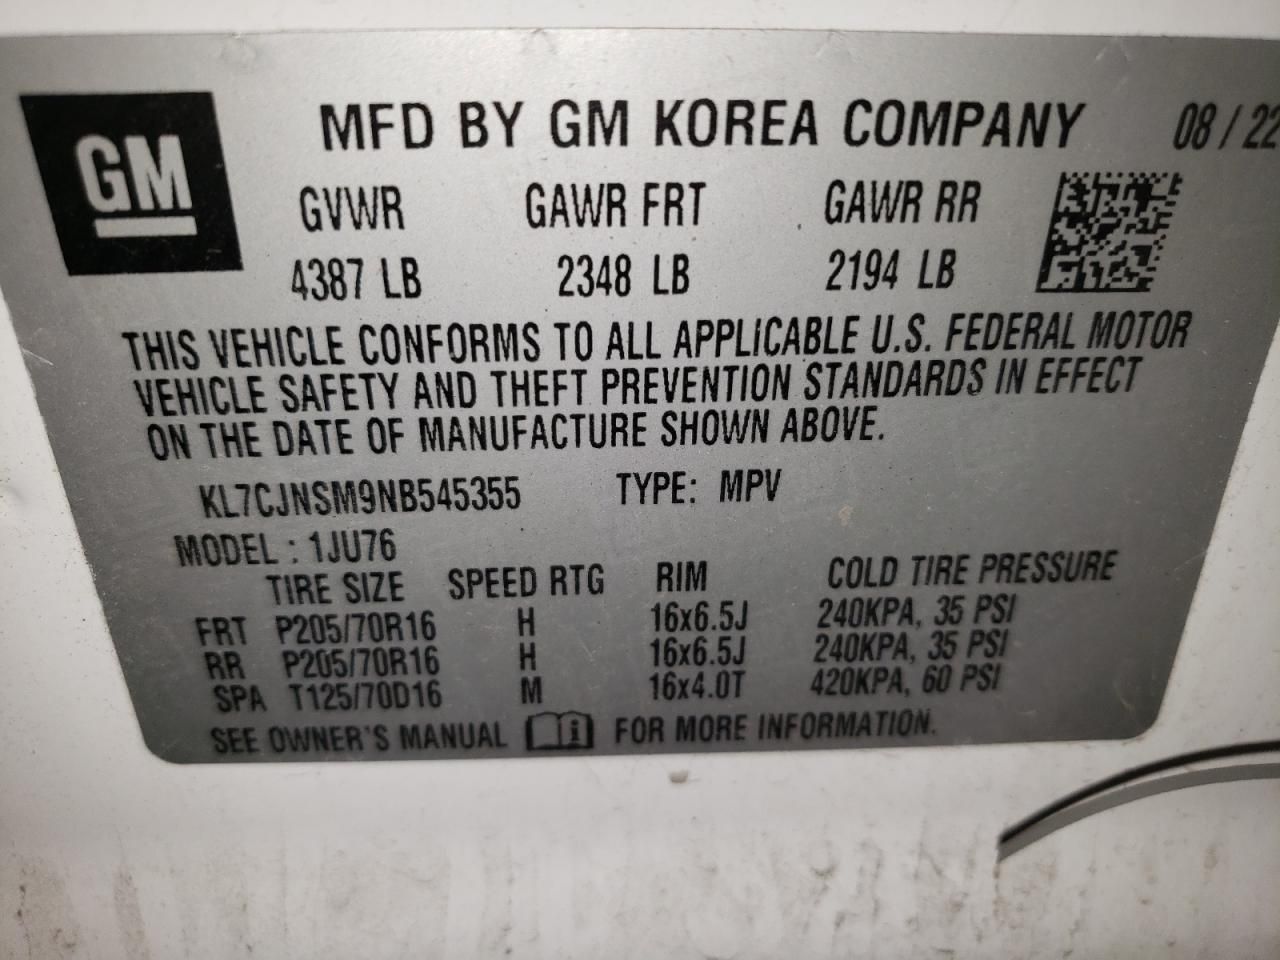 GM
MFD BY GM KOREA COMPANY 08 / 22
GVWR GAWR FRT GAWR RR
4387 LB 2348 LB 2194 LB
THIS VEHICLE CONFORMS TO ALL APPLICABLE U.S. FEDERAL MOTOR
VEHICLE SAFETY AND THEFT PREVENTION STANDARDS IN EFFECT
ON THE DATE OF MANUFACTURE SHOWN ABOVE.
KL7CJNSM9NB545355 TYPE: MPV
MODEL : 1JU76
TIRE SIZE SPEED RTG RIM COLD TIRE PRESSURE
FRT P205/70R16 H 16x6.5J 240KPA, 35 PSI
RR P205/70R16 H 16x6.5J 240KPA, 35 PSI
SPA T125/70D16 M 16x4.0T 420KPA, 60 PSI
SEE OWNER'S MANUAL i FOR MORE INFORMATION.